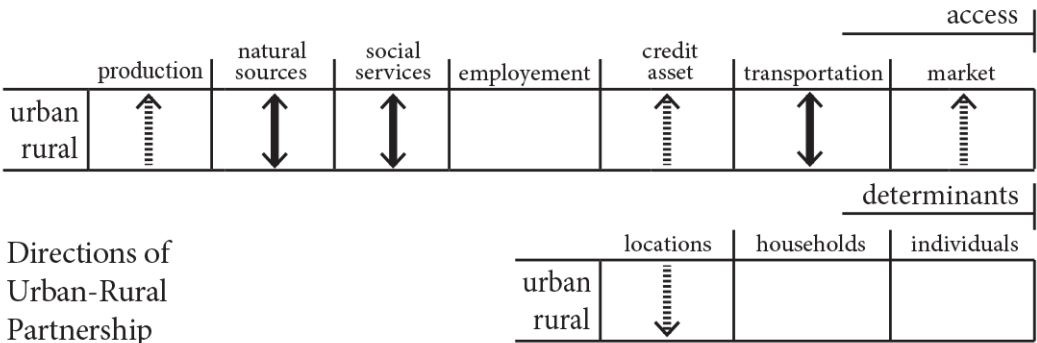 access
production
natural
sources
social
services
employement
credit
asset
transportation
market
urban
rural
determinants
locations
households
individuals
urban
rural
Directions of
Urban-Rural
Partnership